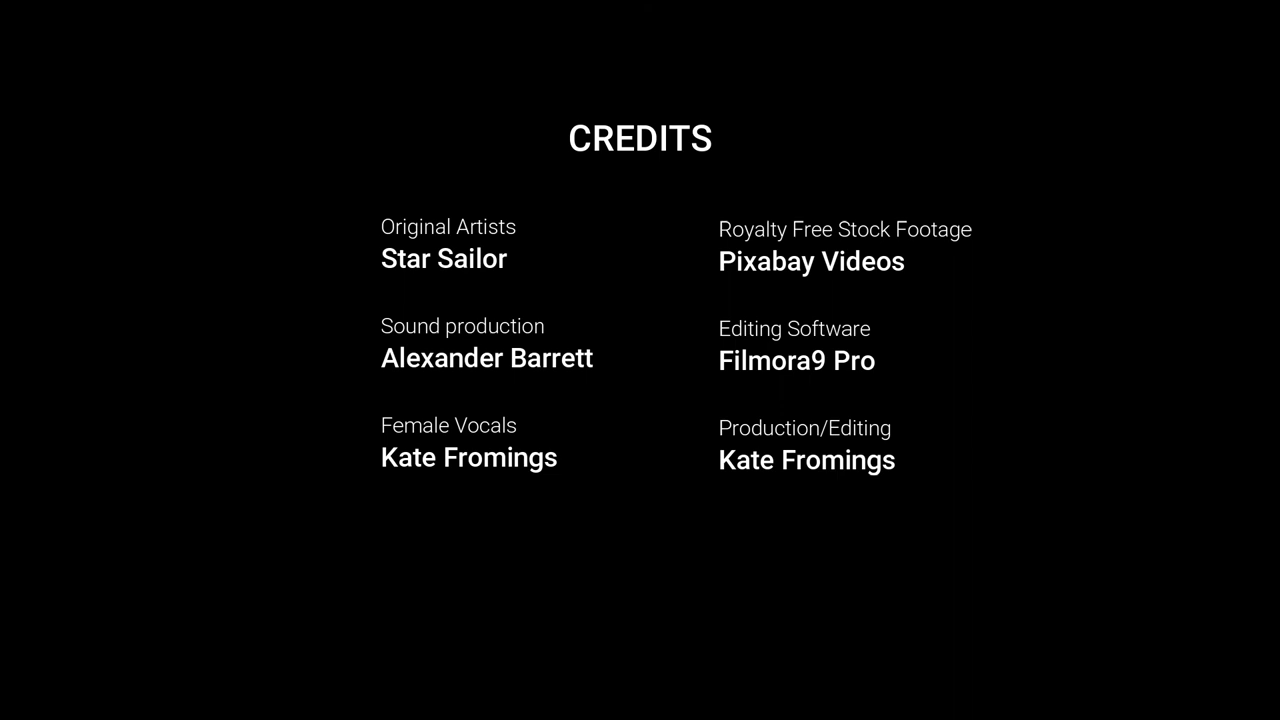 CREDITS
Original Artists
Star Sailor
Sound production
Alexander Barrett
Female Vocals
Kate Fromings
Royalty Free Stock Footage
Pixabay Videos
Editing Software
Filmora9 Pro
Production/Editing
Kate Fromings